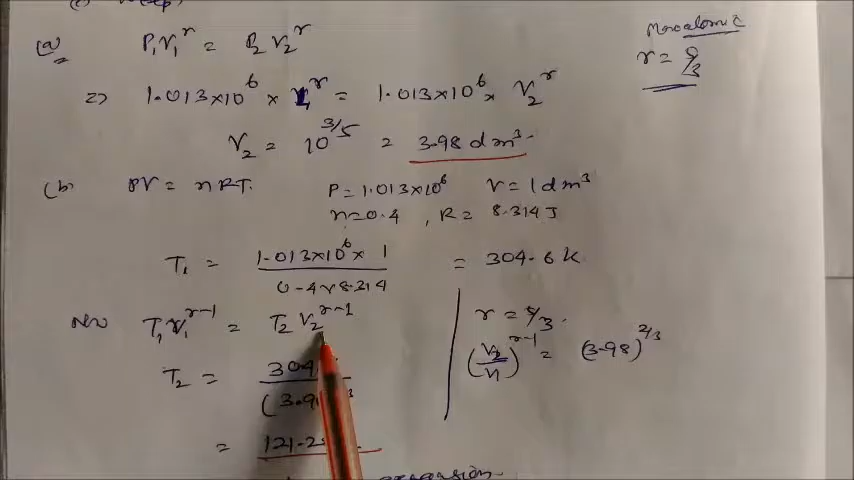 Monoatomic
(a) P₁V₁^r = P₂V₂^r
r = 5/3
=> 1.013×10⁶ × 1^r = 1.013×10⁶ × V₂^r
V₂ = 10^3/5 = 3.98 dm³.
(b) PV = nRT.
P = 1.013×10⁶ V = 1 dm³
n = 0.4 , R = 8.314 J
T₁ = 1.013×10⁶ × 1 / 0.4×8.314 = 304.6 K
Now T₁V₁^r-1 = T₂V₂^r-1
r = 5/3.
(V₂/V₁)^r-1 = (3.98)^2/3
T₂ = 304 / (3.9
= 121.2
expansion.